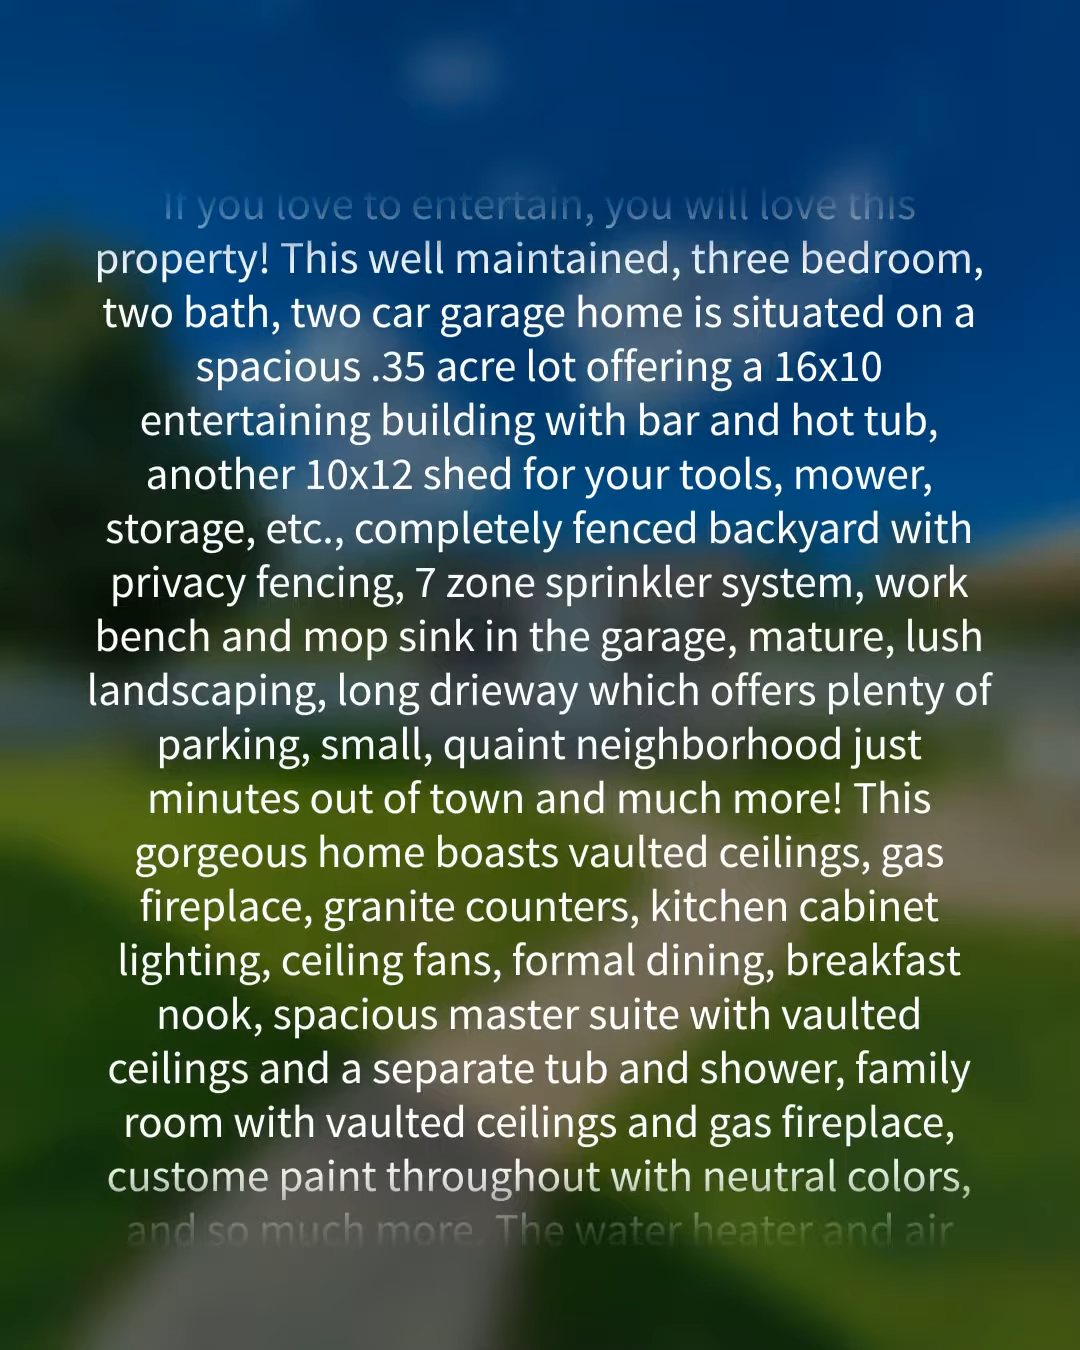 If you love to entertain, you will love this
property! This well maintained, three bedroom,
two bath, two car garage home is situated on a
spacious .35 acre lot offering a 16x10
entertaining building with bar and hot tub,
another 10x12 shed for your tools, mower,
storage, etc., completely fenced backyard with
privacy fencing, 7 zone sprinkler system, work
bench and mop sink in the garage, mature, lush
landscaping, long drieway which offers plenty of
parking, small, quaint neighborhood just
minutes out of town and much more! This
gorgeous home boasts vaulted ceilings, gas
fireplace, granite counters, kitchen cabinet
lighting, ceiling fans, formal dining, breakfast
nook, spacious master suite with vaulted
ceilings and a separate tub and shower, family
room with vaulted ceilings and gas fireplace,
custome paint throughout with neutral colors,
and so much more. The water heater and air